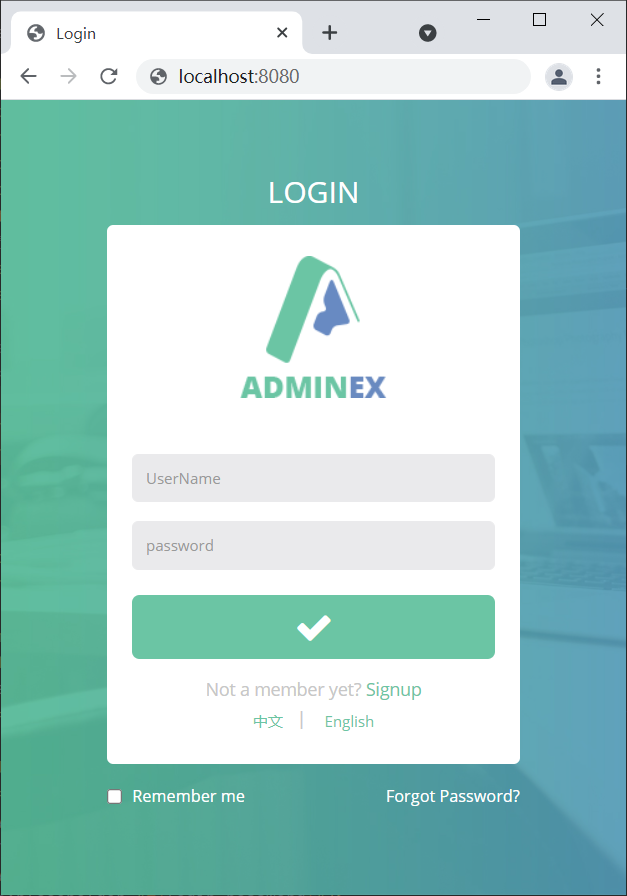 Login
localhost:8080
LOGIN
ADMINEX
UserName
password
Not a member yet? Signup
中文 | English
Remember me
Forgot Password?